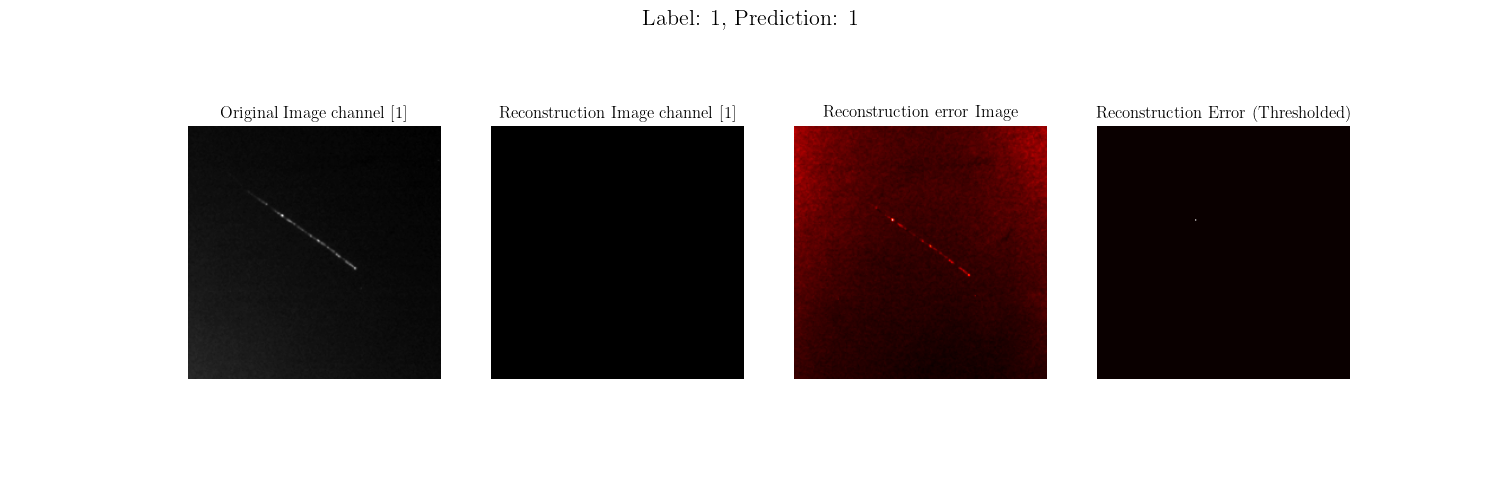 Label: 1, Prediction: 1
Original Image channel [1]
Reconstruction Image channel [1]
Reconstruction error Image
Reconstruction Error (Thresholded)